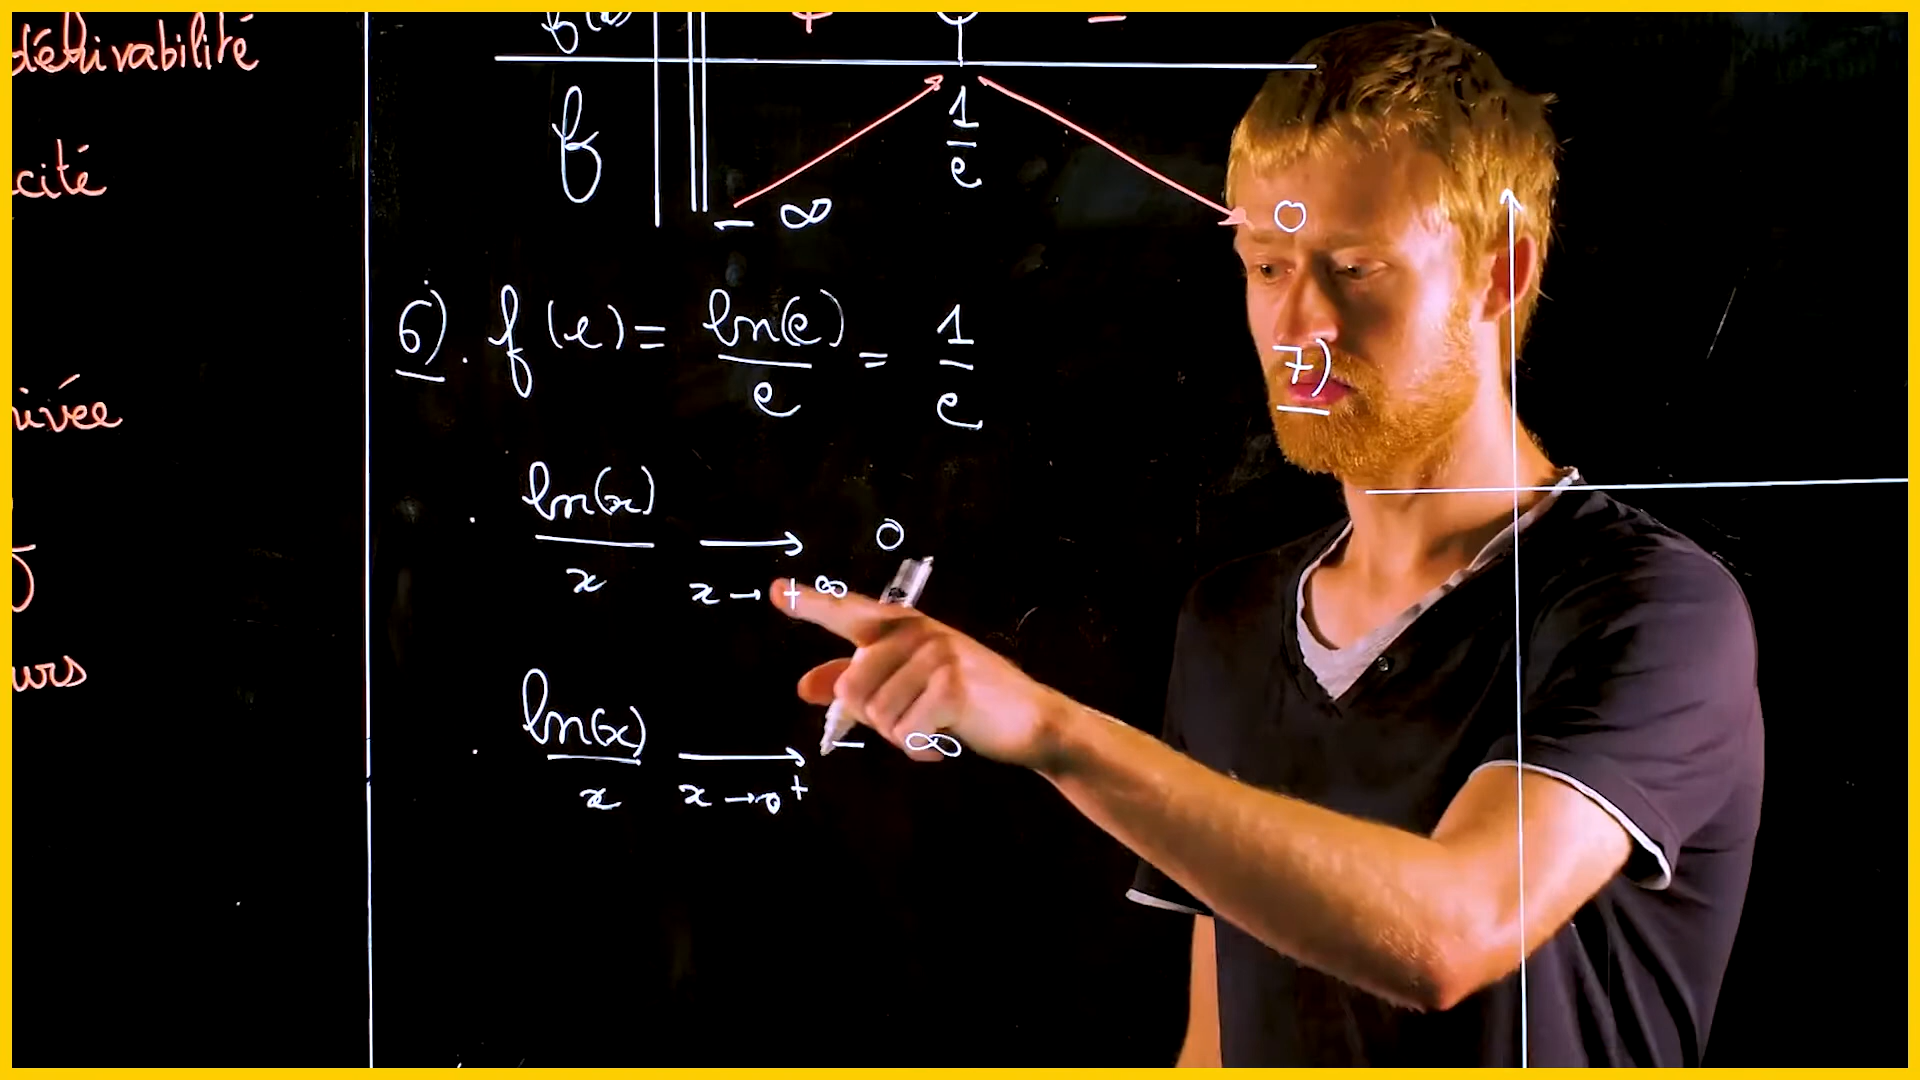 dérivabilité
cité
ivée
urs
f
- ∞
1/e
0
6) . f(e) = ln(e)/e = 1/e
. ln(x)/x → 0
x → +∞
. ln(x)/x → - ∞
x → 0⁺
7)